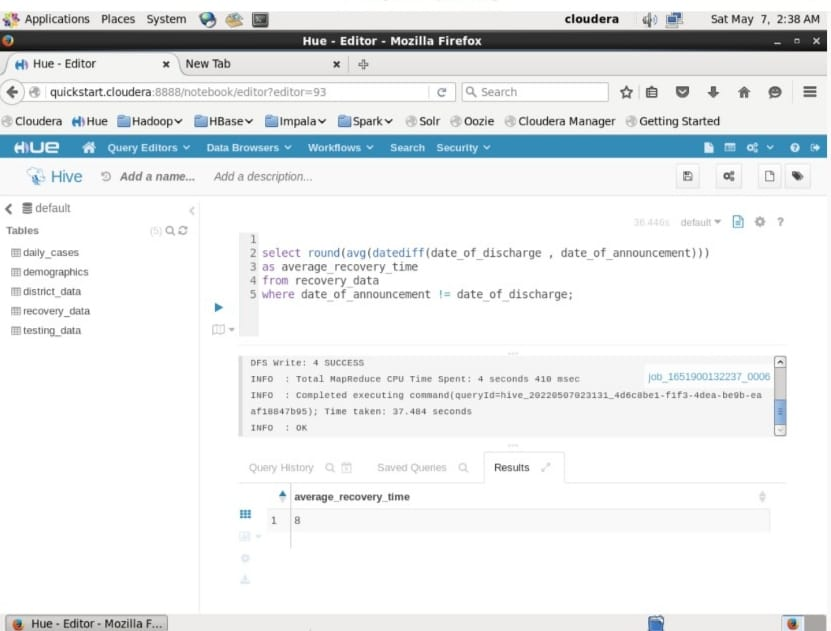 Applications Places System cloudera Sat May 7, 2:38 AM
Hue - Editor - Mozilla Firefox
Hue - Editor × New Tab ×
quickstart.cloudera:8888/notebook/editor?editor=93 Search
Cloudera Hue Hadoop HBase Impala Spark Solr Oozie Cloudera Manager Getting Started
HUE Query Editors Data Browsers Workflows Search Security
Hive Add a name... Add a description...
default
Tables (5)
daily_cases
demographics
district_data
recovery_data
testing_data
36.446s default ?
1
2 select round(avg(datediff(date_of_discharge , date_of_announcement)))
3 as average_recovery_time
4 from recovery_data
5 where date_of_announcement != date_of_discharge;
DFS Write: 4 SUCCESS
INFO : Total MapReduce CPU Time Spent: 4 seconds 410 msec job_1651900132237_0006
INFO : Completed executing command(queryId=hive_20220507023131_4d6c8be1-f1f3-4dea-be9b-ea
af18847b95); Time taken: 37.484 seconds
INFO : OK
Query History Saved Queries Results
average_recovery_time
1 8
Hue - Editor - Mozilla F...